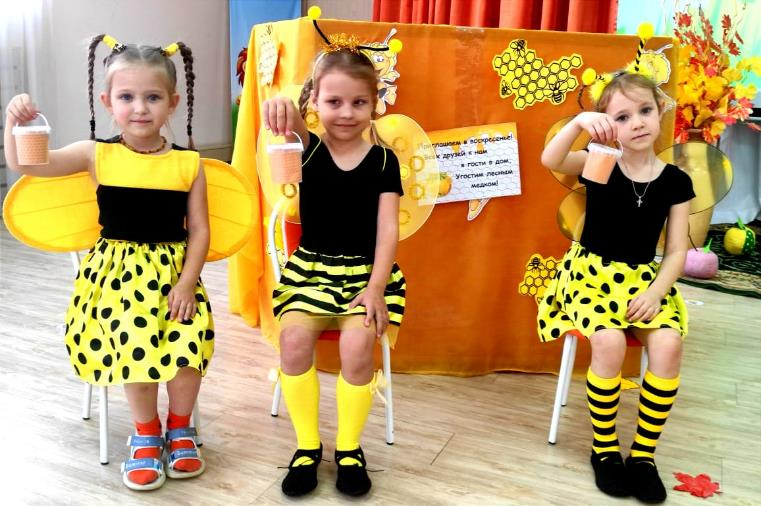 Приглашаем в воскресенье!
Всех друзей к нам
в гости в дом,
Угостим лесным
медком!